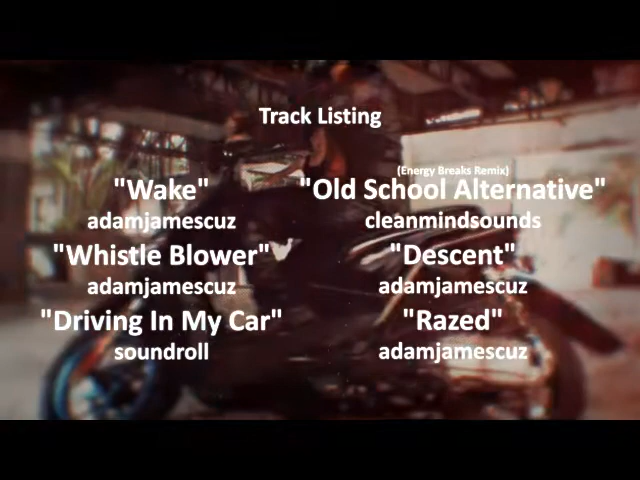 Track Listing
"Wake"
adamjamescuz
"Whistle Blower"
adamjamescuz
"Driving In My Car"
soundroll
(Energy Breaks Remix)
"Old School Alternative"
cleanmindsounds
"Descent"
adamjamescuz
"Razed"
adamjamescuz